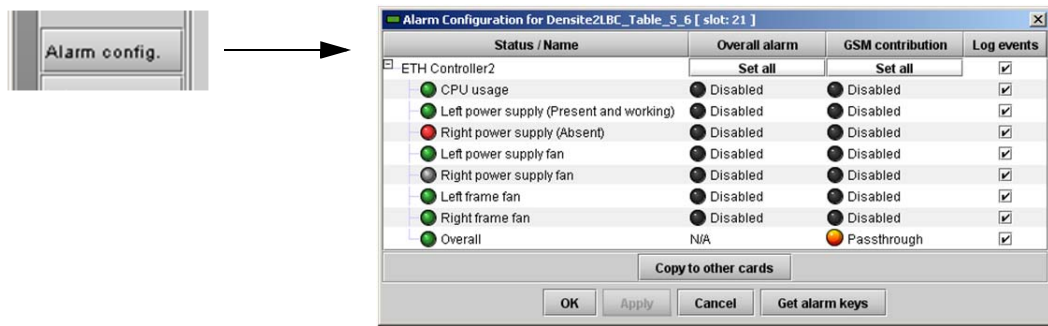 Alarm config.
Alarm Configuration for Densite2LBC_Table_5_6 [ slot: 21 ]
Status / Name Overall alarm GSM contribution Log events
ETH Controller2 Set all Set all
CPU usage Disabled Disabled
Left power supply (Present and working) Disabled Disabled
Right power supply (Absent) Disabled Disabled
Left power supply fan Disabled Disabled
Right power supply fan Disabled Disabled
Left frame fan Disabled Disabled
Right frame fan Disabled Disabled
Overall N/A Passthrough
Copy to other cards
OK Apply Cancel Get alarm keys